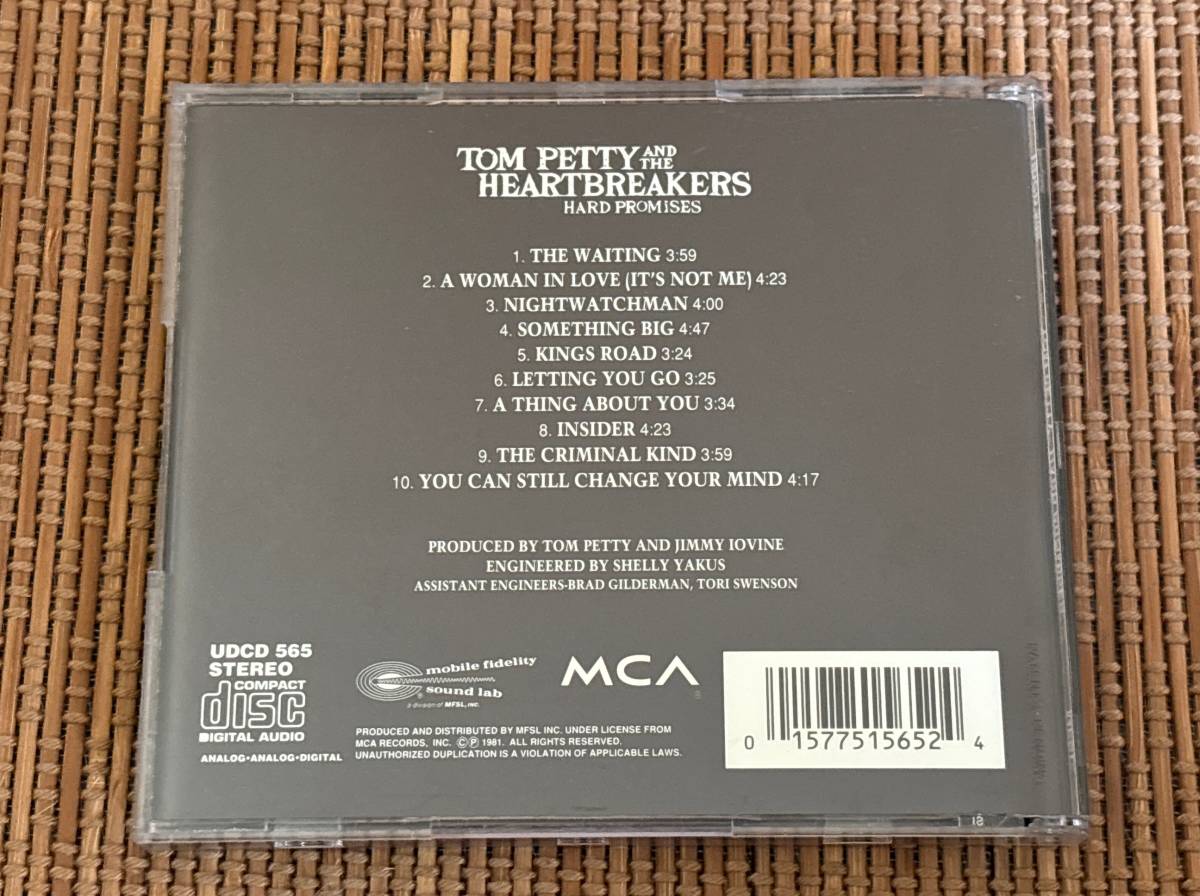 TOM PETTY AND THE
HEARTBREAKERS
HARD PROMISES
1. THE WAITING 3:59
2. A WOMAN IN LOVE (IT'S NOT ME) 4:23
3. NIGHTWATCHMAN 4:00
4. SOMETHING BIG 4:47
5. KINGS ROAD 3:24
6. LETTING YOU GO 3:25
7. A THING ABOUT YOU 3:34
8. INSIDER 4:23
9. THE CRIMINAL KIND 3:59
10. YOU CAN STILL CHANGE YOUR MIND 4:17
PRODUCED BY TOM PETTY AND JIMMY IOVINE
ENGINEERED BY SHELLY YAKUS
ASSISTANT ENGINEERS-BRAD GILDERMAN, TORI SWENSON
UDCD 565
STEREO
COMPACT
disc
DIGITAL AUDIO
ANALOG•ANALOG•DIGITAL
mobile fidelity
sound lab
a division of MFSL, INC.
MCA
PRODUCED AND DISTRIBUTED BY MFSL INC. UNDER LICENSE FROM
MCA RECORDS, INC. ©℗ 1981. ALL RIGHTS RESERVED.
UNAUTHORIZED DUPLICATION IS A VIOLATION OF APPLICABLE LAWS.
0 1577515652 4